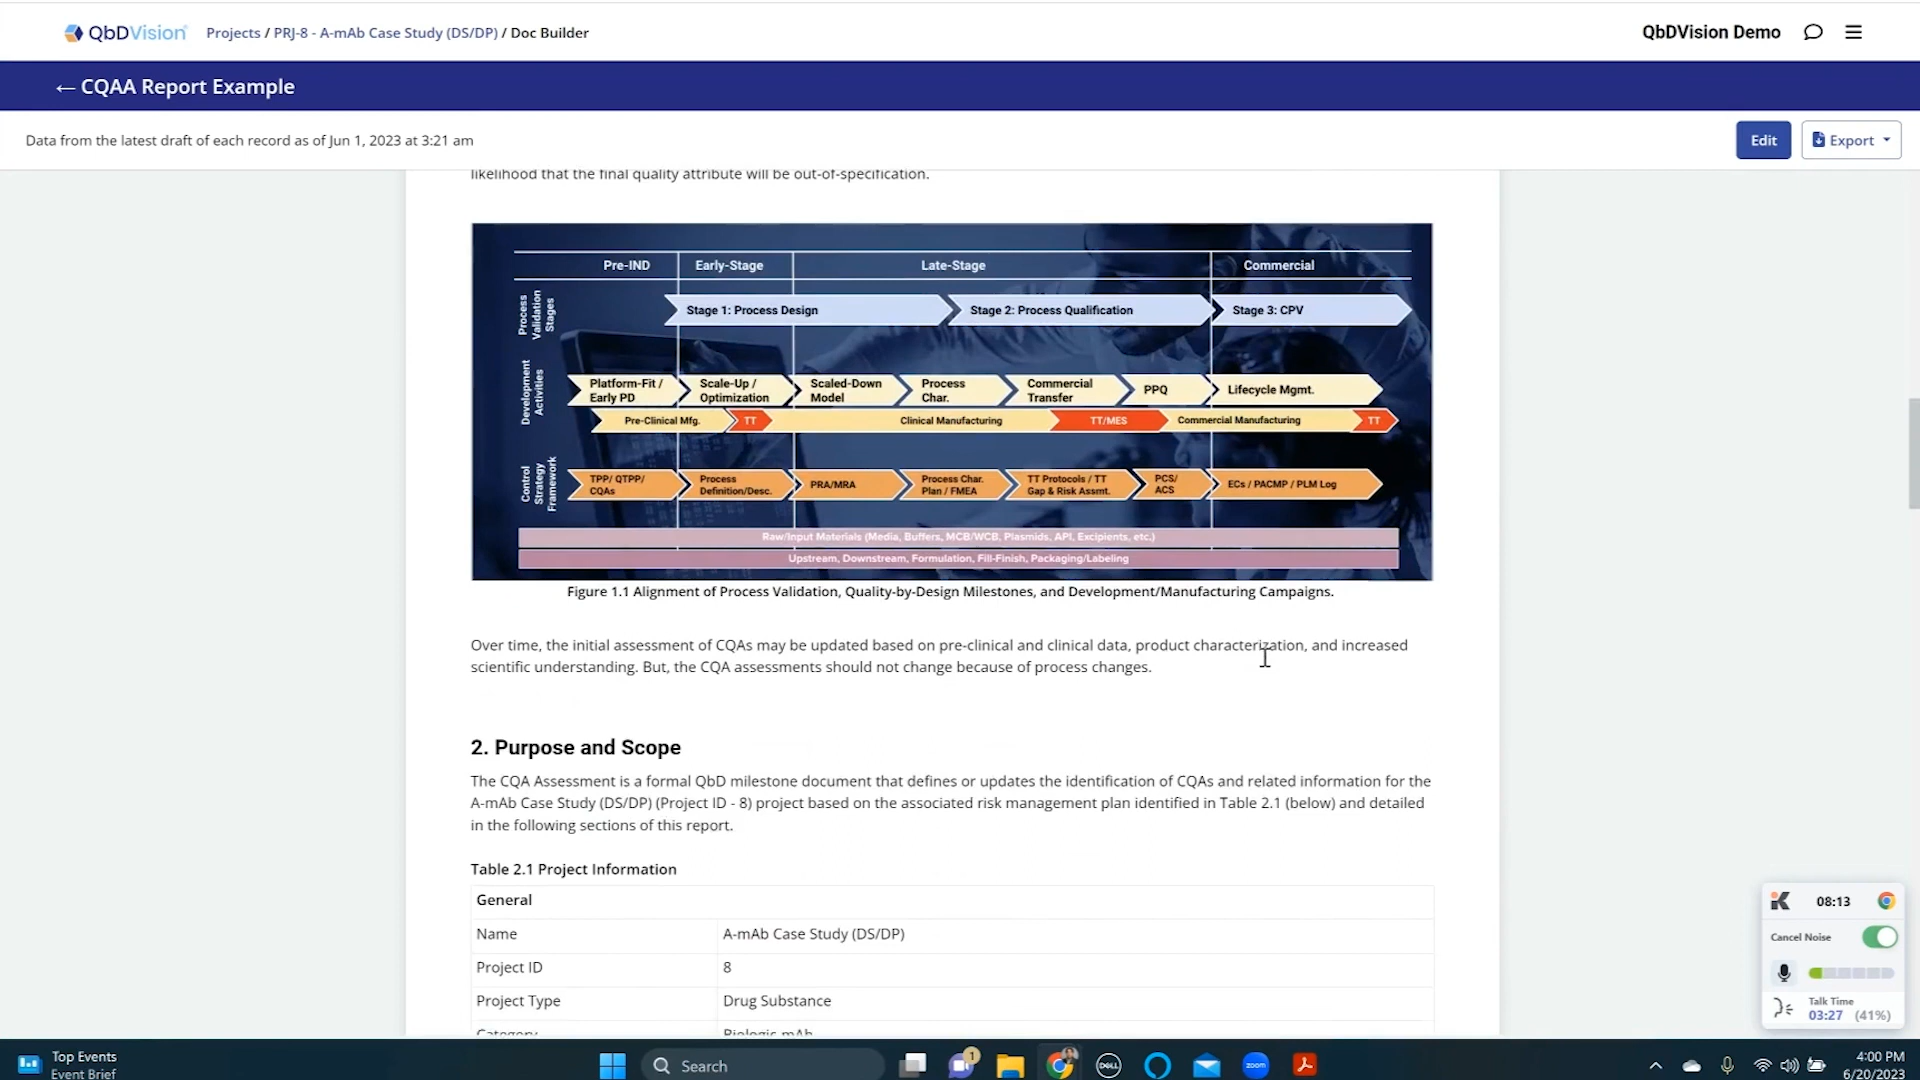 QbDVision Projects / PRJ-8 - A-mAb Case Study (DS/DP) / Doc Builder QbDVision Demo
← CQAA Report Example
Data from the latest draft of each record as of Jun 1, 2023 at 3:21 am Edit Export
likelihood that the final quality attribute will be out-of-specification.
Pre-IND Early-Stage Late-Stage Commercial
Process Validation Stages
Stage 1: Process Design Stage 2: Process Qualification Stage 3: CPV
Development Activities
Platform-Fit / Early PD Scale-Up / Optimization Scaled-Down Model Process Char. Commercial Transfer PPQ Lifecycle Mgmt.
Pre-Clinical Mfg. TT Clinical Manufacturing TT/MES Commercial Manufacturing TT
Control Strategy Framework
TPP/ QTPP/ CQAs Process Definition/Desc. PRA/MRA Process Char. Plan / FMEA TT Protocols / TT Gap & Risk Assmt. PCS/ ACS ECs / PACMP / PLM Log
Raw/Input Materials (Media, Buffers, MCB/WCB, Plasmids, API, Excipients, etc.)
Upstream, Downstream, Formulation, Fill-Finish, Packaging/Labeling
Figure 1.1 Alignment of Process Validation, Quality-by-Design Milestones, and Development/Manufacturing Campaigns.
Over time, the initial assessment of CQAs may be updated based on pre-clinical and clinical data, product characterization, and increased
scientific understanding. But, the CQA assessments should not change because of process changes.
2. Purpose and Scope
The CQA Assessment is a formal QbD milestone document that defines or updates the identification of CQAs and related information for the
A-mAb Case Study (DS/DP) (Project ID - 8) project based on the associated risk management plan identified in Table 2.1 (below) and detailed
in the following sections of this report.
Table 2.1 Project Information
General
Name A-mAb Case Study (DS/DP)
Project ID 8
Project Type Drug Substance
Category Biologic-mAb
08:13
Cancel Noise
Talk Time
03:27 (41%)
Top Events
Event Brief
Search
1
DELL
zoom
4:00 PM
6/20/2023